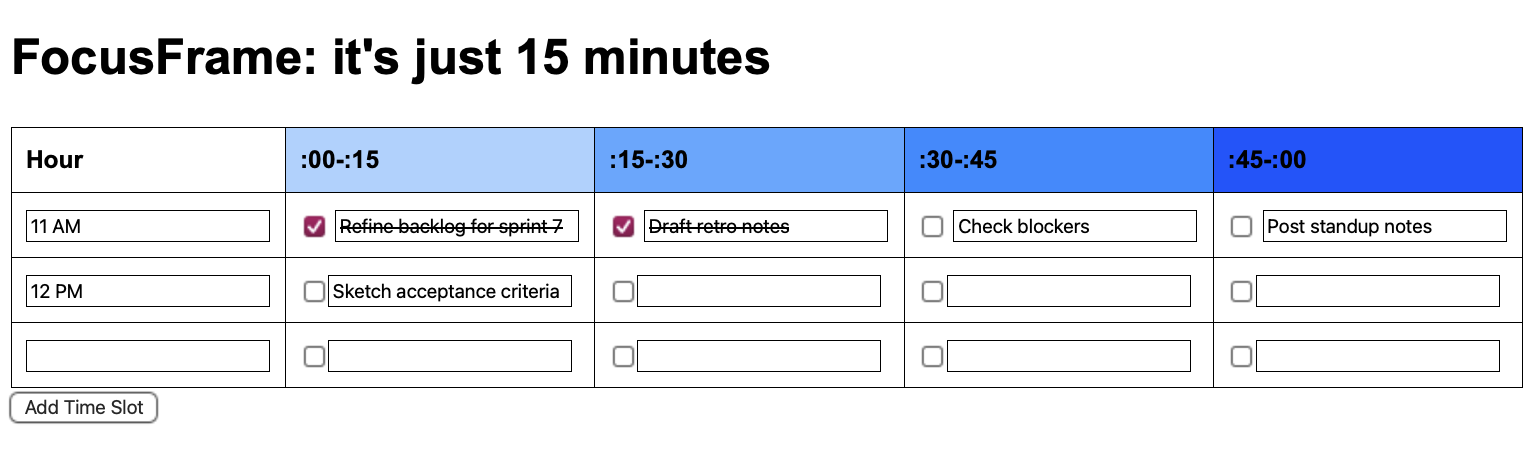 FocusFrame: it's just 15 minutes
Hour :00-:15 :15-:30 :30-:45 :45-:00
11 AM Refine backlog for sprint 7 Draft retro notes Check blockers Post standup notes
12 PM Sketch acceptance criteria
Add Time Slot